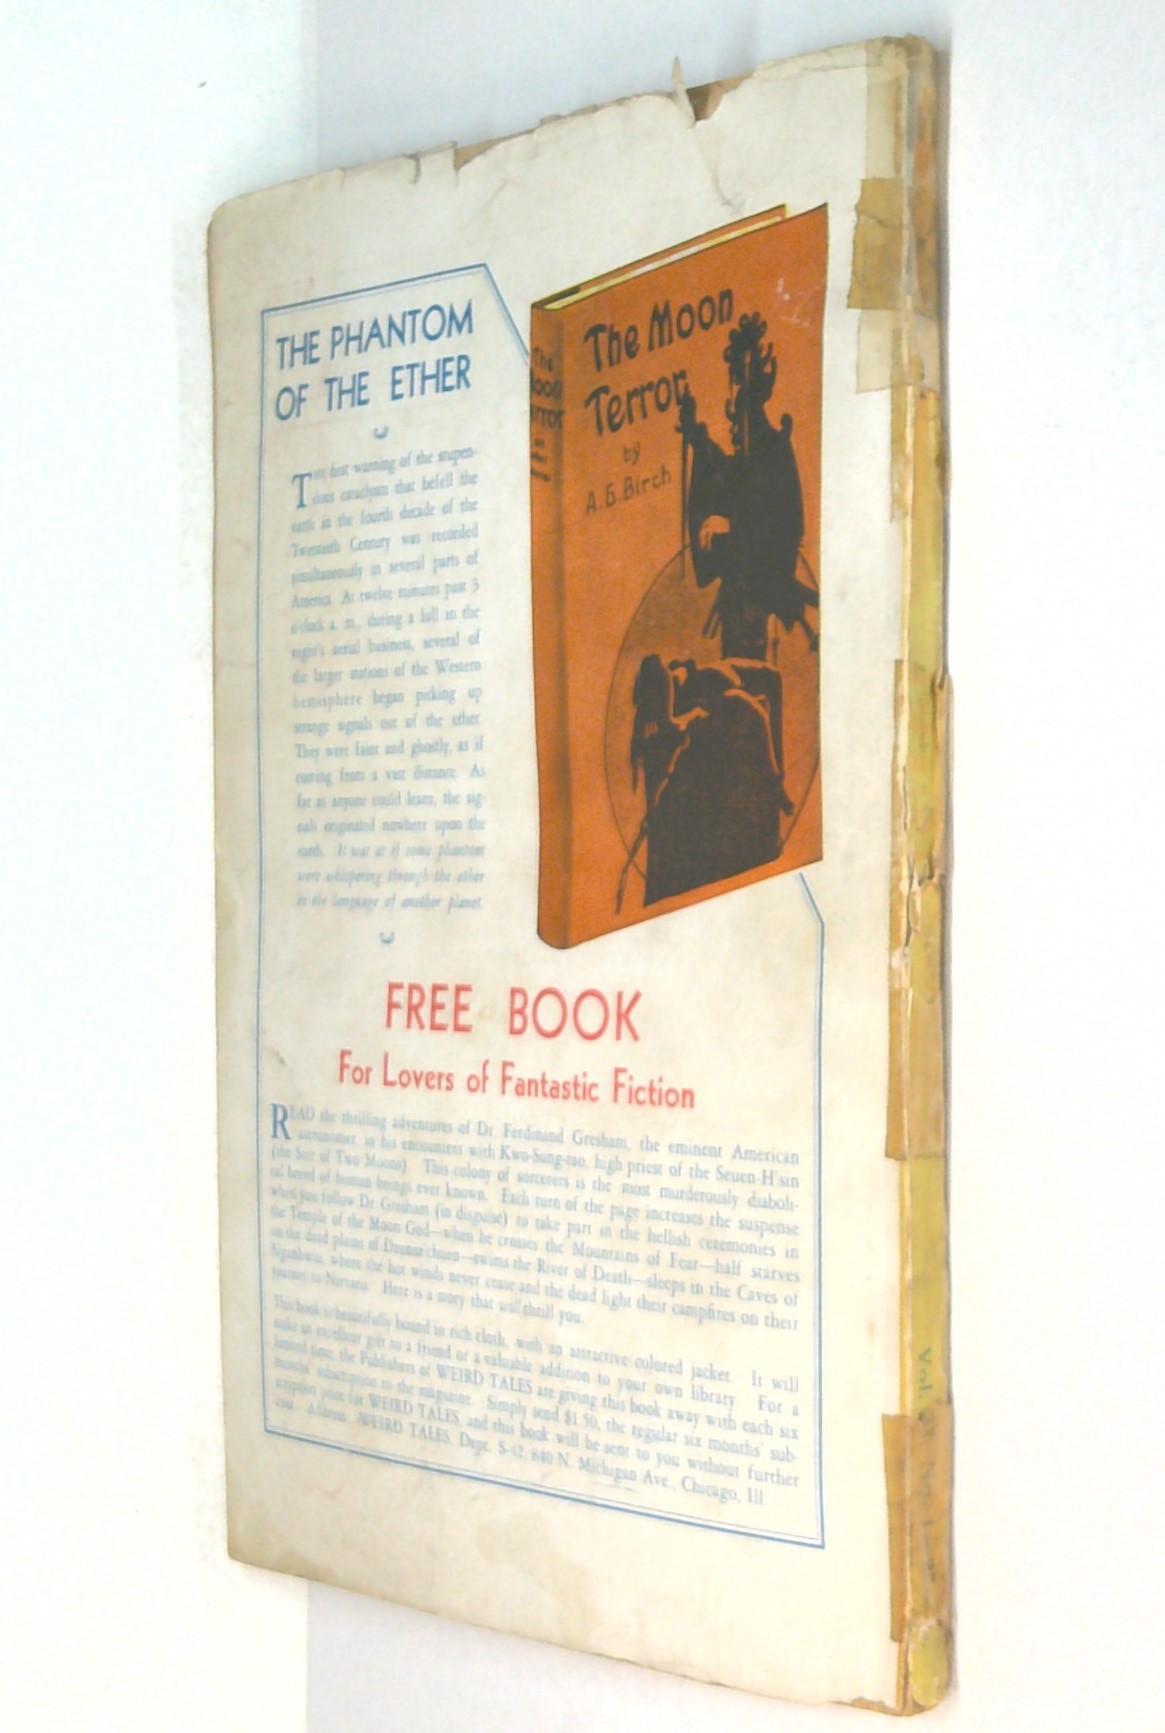 THE PHANTOM
OF THE ETHER
THE first warning of the stupen-
dous cataclysm that befell the
earth in the fourth decade of the
Twentieth Century was recorded
simultaneously in several parts of
America. At twelve minutes past 3
o'clock a. m., during a lull in the
night's aerial business, several of
the larger stations of the Western
hemisphere began picking up
strange signals out of the ether.
They were faint and ghostly, as if
coming from a vast distance. As
far as anyone could learn, the sig-
nals originated nowhere upon the
earth. It was as if some phantom
were whispering through the ether
in the language of another planet.
The Moon
Terror
by
A. G. Birch
The
Moon
Terror
FREE BOOK
For Lovers of Fantastic Fiction
READ the thrilling adventures of Dr. Ferdinand Gresham, the eminent American
astronomer, in his encounters with Kwo-Sung-tao, high priest of the Seuen-H'sin
(the Sect of Two Moons). This colony of sorcerers is the most murderously diaboli-
cal breed of human beings ever known. Each turn of the page increases the suspense
when you follow Dr. Gresham (in disguise) to take part in the hellish ceremonies in
the Temple of the Moon God—when he crosses the Mountains of Fear—half starves
on the dead plains of—swims the River of Death—sleeps in the Caves of
where the hot winds never cease and the dead light their campfires on their
journey to Nirvana. Here is a story that will thrill you.
This book is beautifully bound in rich cloth, with an attractive colored jacket. It will
make an excellent gift to a friend or a valuable addition to your own library. For a
limited time, the Publishers of WEIRD TALES are giving this book away with each six
months' subscription to the magazine. Simply send $1.50, the regular six months' sub-
scription price for WEIRD TALES, and this book will be sent to you without further
cost. Address: WEIRD TALES, Dept. S-42, 840 N. Michigan Ave., Chicago, Ill.
Vol.